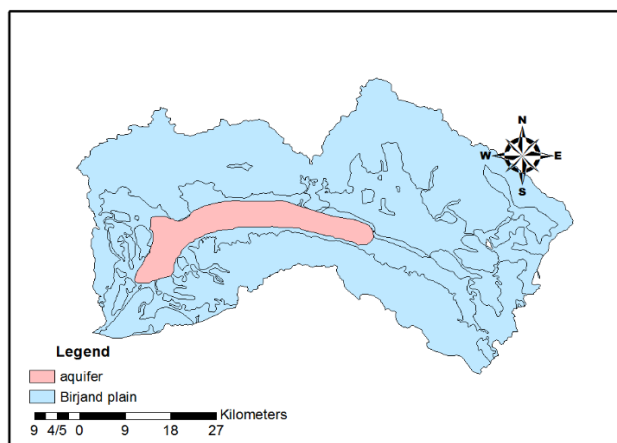 N
W E
S
Legend
aquifer
Birjand plain
Kilometers
9 4/5 0 9 18 27